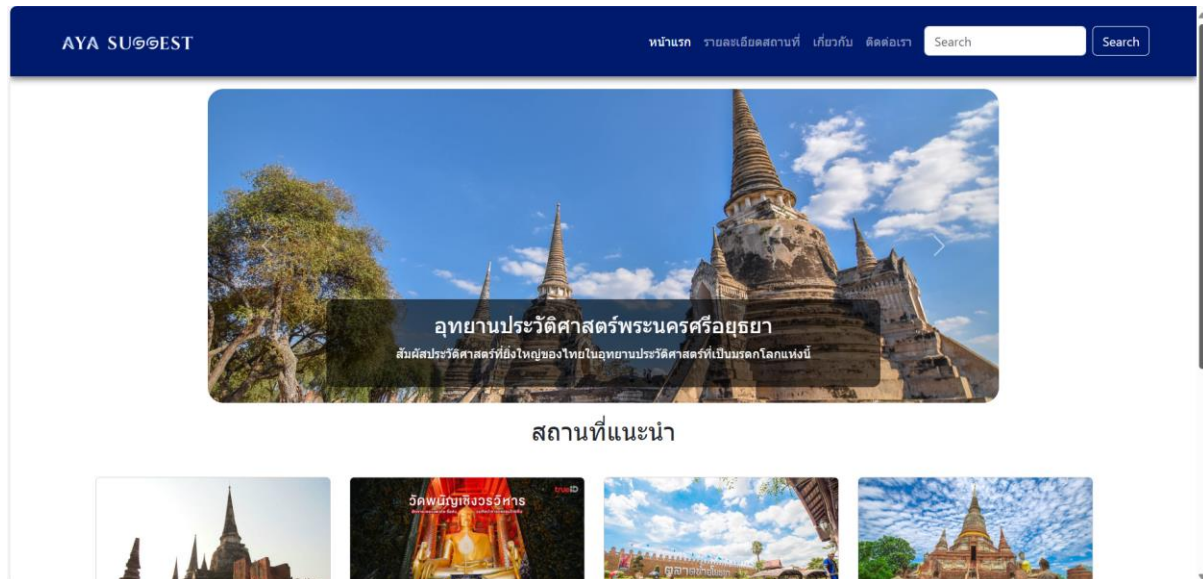 AYA SUGGEST
หน้าแรก รายละเอียดสถานที่ เกี่ยวกับ ติดต่อเรา Search Search
อุทยานประวัติศาสตร์พระนครศรีอยุธยา
สัมผัสประวัติศาสตร์ที่ยิ่งใหญ่ของไทยในอุทยานประวัติศาสตร์ที่เป็นมรดกโลกแห่งนี้
สถานที่แนะนำ
trueID
วัดพนัญเชิงวรวิหาร